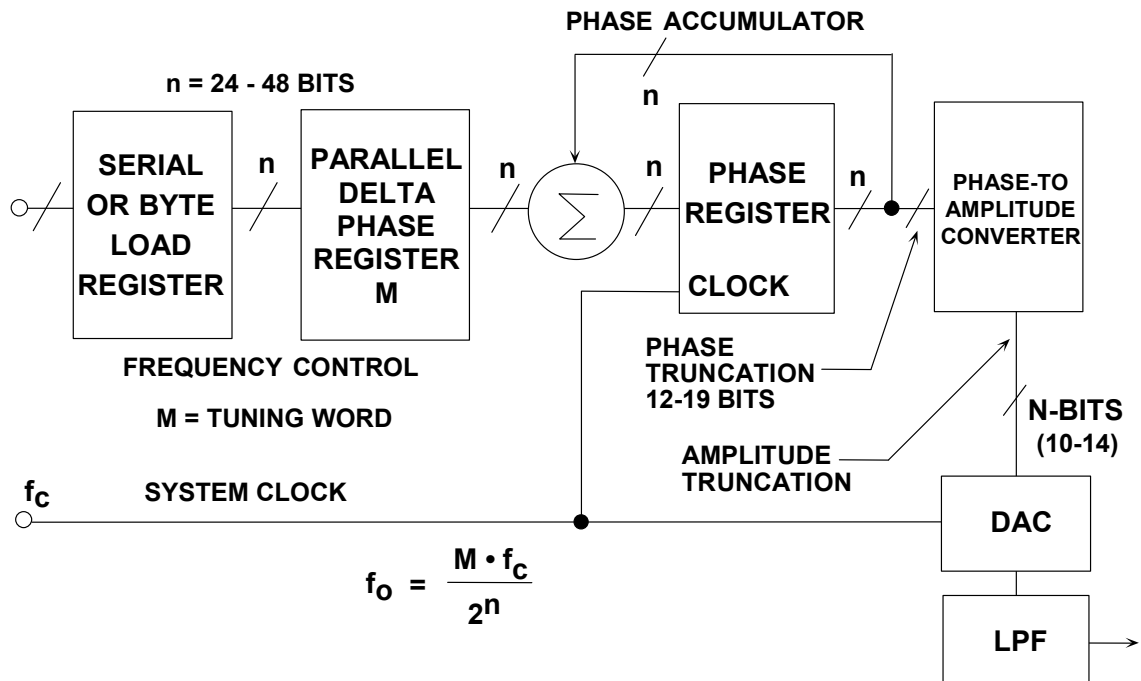 PHASE ACCUMULATOR
n = 24 - 48 BITS
n
SERIAL
OR BYTE
LOAD
REGISTER
n
PARALLEL
DELTA
PHASE
REGISTER
M
n
Σ
n
PHASE
REGISTER
CLOCK
n
PHASE-TO
AMPLITUDE
CONVERTER
FREQUENCY CONTROL
M = TUNING WORD
PHASE
TRUNCATION
12-19 BITS
N-BITS
(10-14)
AMPLITUDE
TRUNCATION
fc
SYSTEM CLOCK
DAC
fo = M • fc / 2^n
LPF